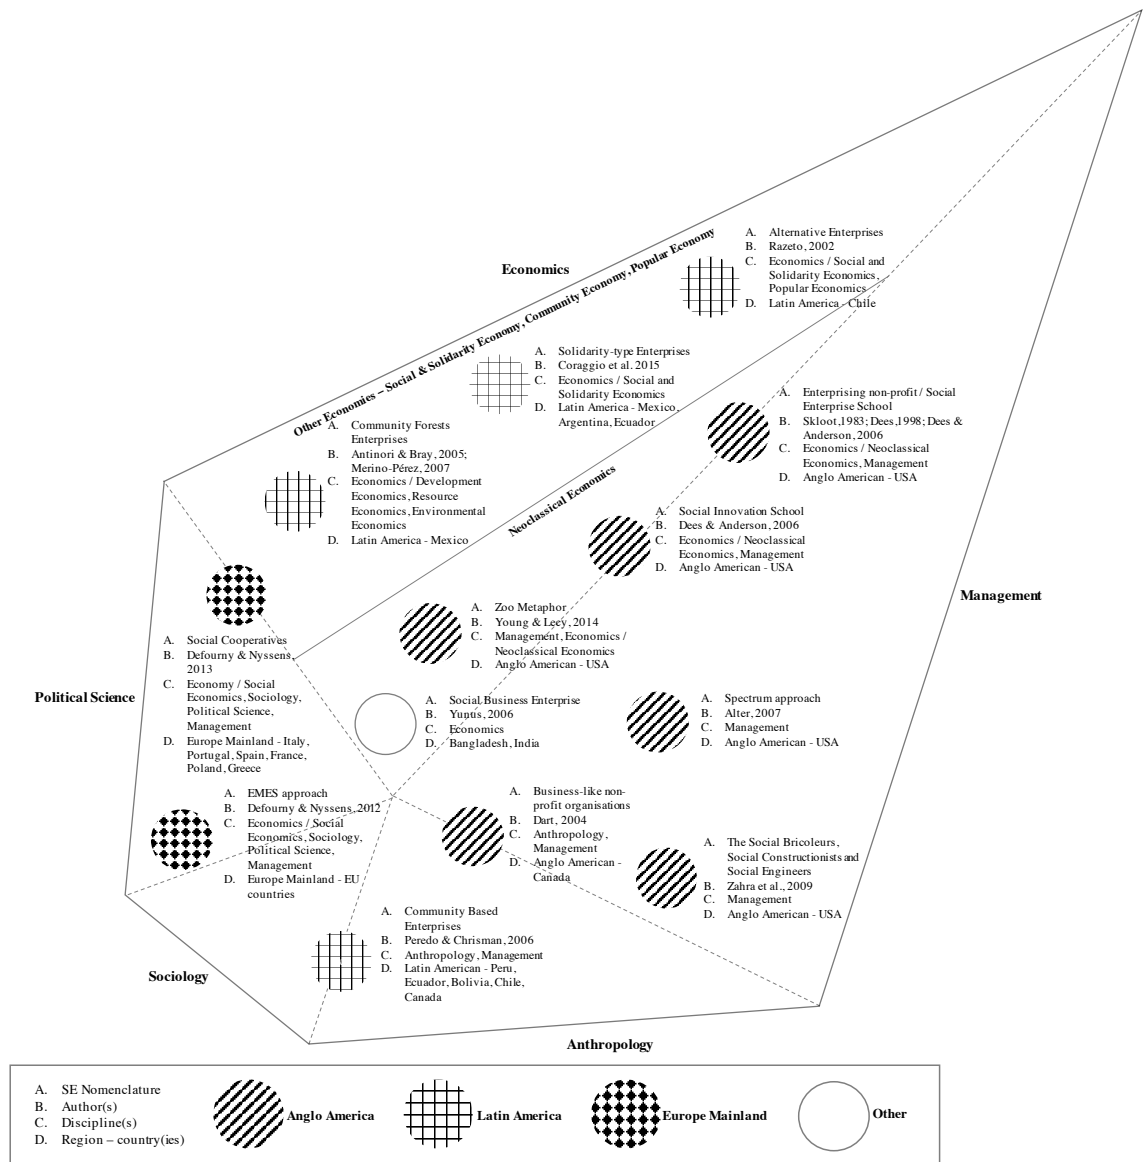 Economics
Other Economics – Social & Solidarity Economy, Community Economy, Popular Economy
A. Alternative Enterprises
B. Razeto, 2002
C. Economics / Social and
Solidarity Economics,
Popular Economics
D. Latin America - Chile
A. Solidarity-type Enterprises
B. Coraggio et al. 2015
C. Economics / Social and
Solidarity Economics
D. Latin America - Mexico,
Argentina, Ecuador
A. Community Forests
Enterprises
B. Antinori & Bray, 2005;
Merino-Pérez, 2007
C. Economics / Development
Economics, Resource
Economics, Environmental
Economics
D. Latin America - Mexico
Neoclassical Economics
A. Enterprising non-profit / Social
Enterprise School
B. Skloot,1983; Dees,1998; Dees &
Anderson, 2006
C. Economics / Neoclassical
Economics, Management
D. Anglo American - USA
A. Social Innovation School
B. Dees & Anderson, 2006
C. Economics / Neoclassical
Economics, Management
D. Anglo American - USA
Management
A. Zoo Metaphor
B. Young & Lecy, 2014
C. Management, Economics /
Neoclassical Economics
D. Anglo American - USA
A. Social Cooperatives
B. Defourny & Nyssens,
2013
C. Economy / Social
Economics, Sociology,
Political Science,
Management
D. Europe Mainland - Italy,
Portugal, Spain, France,
Poland, Greece
Political Science
A. Social Business Enterprise
B. Yunus, 2006
C. Economics
D. Bangladesh, India
A. Spectrum approach
B. Alter, 2007
C. Management
D. Anglo American - USA
A. EMES approach
B. Defourny & Nyssens, 2012
C. Economics / Social
Economics, Sociology,
Political Science,
Management
D. Europe Mainland - EU
countries
A. Business-like non-
profit organisations
B. Dart, 2004
C. Anthropology,
Management
D. Anglo American -
Canada
A. The Social Bricoleurs,
Social Constructionists and
Social Engineers
B. Zahra et al., 2009
C. Management
D. Anglo American - USA
A. Community Based
Enterprises
B. Peredo & Chrisman, 2006
C. Anthropology, Management
D. Latin American - Peru,
Ecuador, Bolivia, Chile,
Canada
Sociology
Anthropology
A. SE Nomenclature
B. Author(s)
C. Discipline(s)
D. Region – country(ies)
Anglo America
Latin America
Europe Mainland
Other